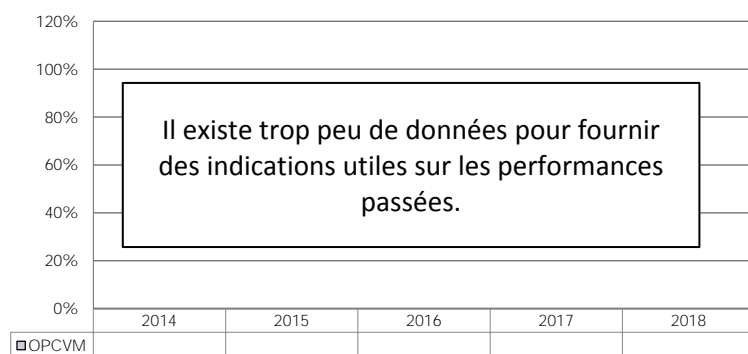 120%
100%
80%
60%
40%
20%
0%
Il existe trop peu de données pour fournir
des indications utiles sur les performances
passées.
2014 2015 2016 2017 2018
OPCVM